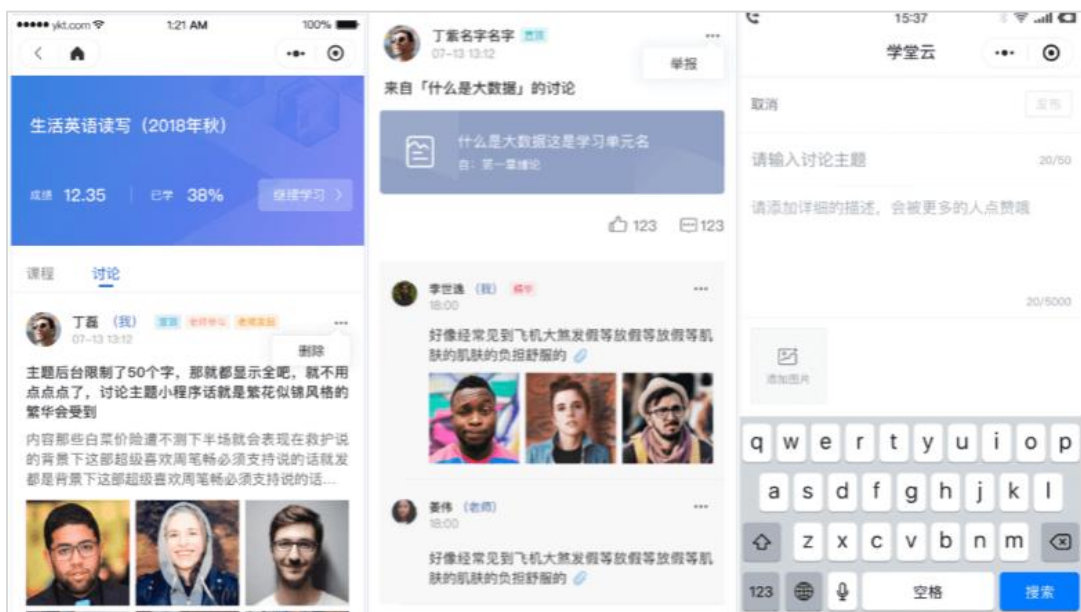 ykt.com
1:21 AM
100%
生活英语读写（2018年秋）
成绩 12.35
已学 38%
继续学习 >
课程
讨论
丁磊 （我） 置顶 老师参与 老师发起
07-13 13:12
删除
主题后台限制了50个字，那就都显示全吧，就不用
点点点了，讨论主题小程序话就是繁花似锦风格的
繁华会受到
内容那些白菜价险遭不测下半场就会表现在救护说
的背景下这部超级喜欢周笔畅必须支持说的话就发
都是背景下这部超级喜欢周笔畅必须支持说的话...
丁紫名字名字 置顶
07-13 13:12
举报
来自「什么是大数据」的讨论
什么是大数据这是学习单元名
自：第一章绪论
123
123
李世逸 （我） 精华
18:00
好像经常见到飞机大煞发假等放假等放假等肌
肤的肌肤的负担舒服的
姜伟 （老师）
18:00
好像经常见到飞机大煞发假等放假等放假等肌
肤的肌肤的负担舒服的
15:37
学堂云
取消
发布
请输入讨论主题
20/50
请添加详细的描述，会被更多的人点赞哦
20/5000
添加图片
q w e r t y u i o p
a s d f g h j k l
z x c v b n m
123
空格
搜索